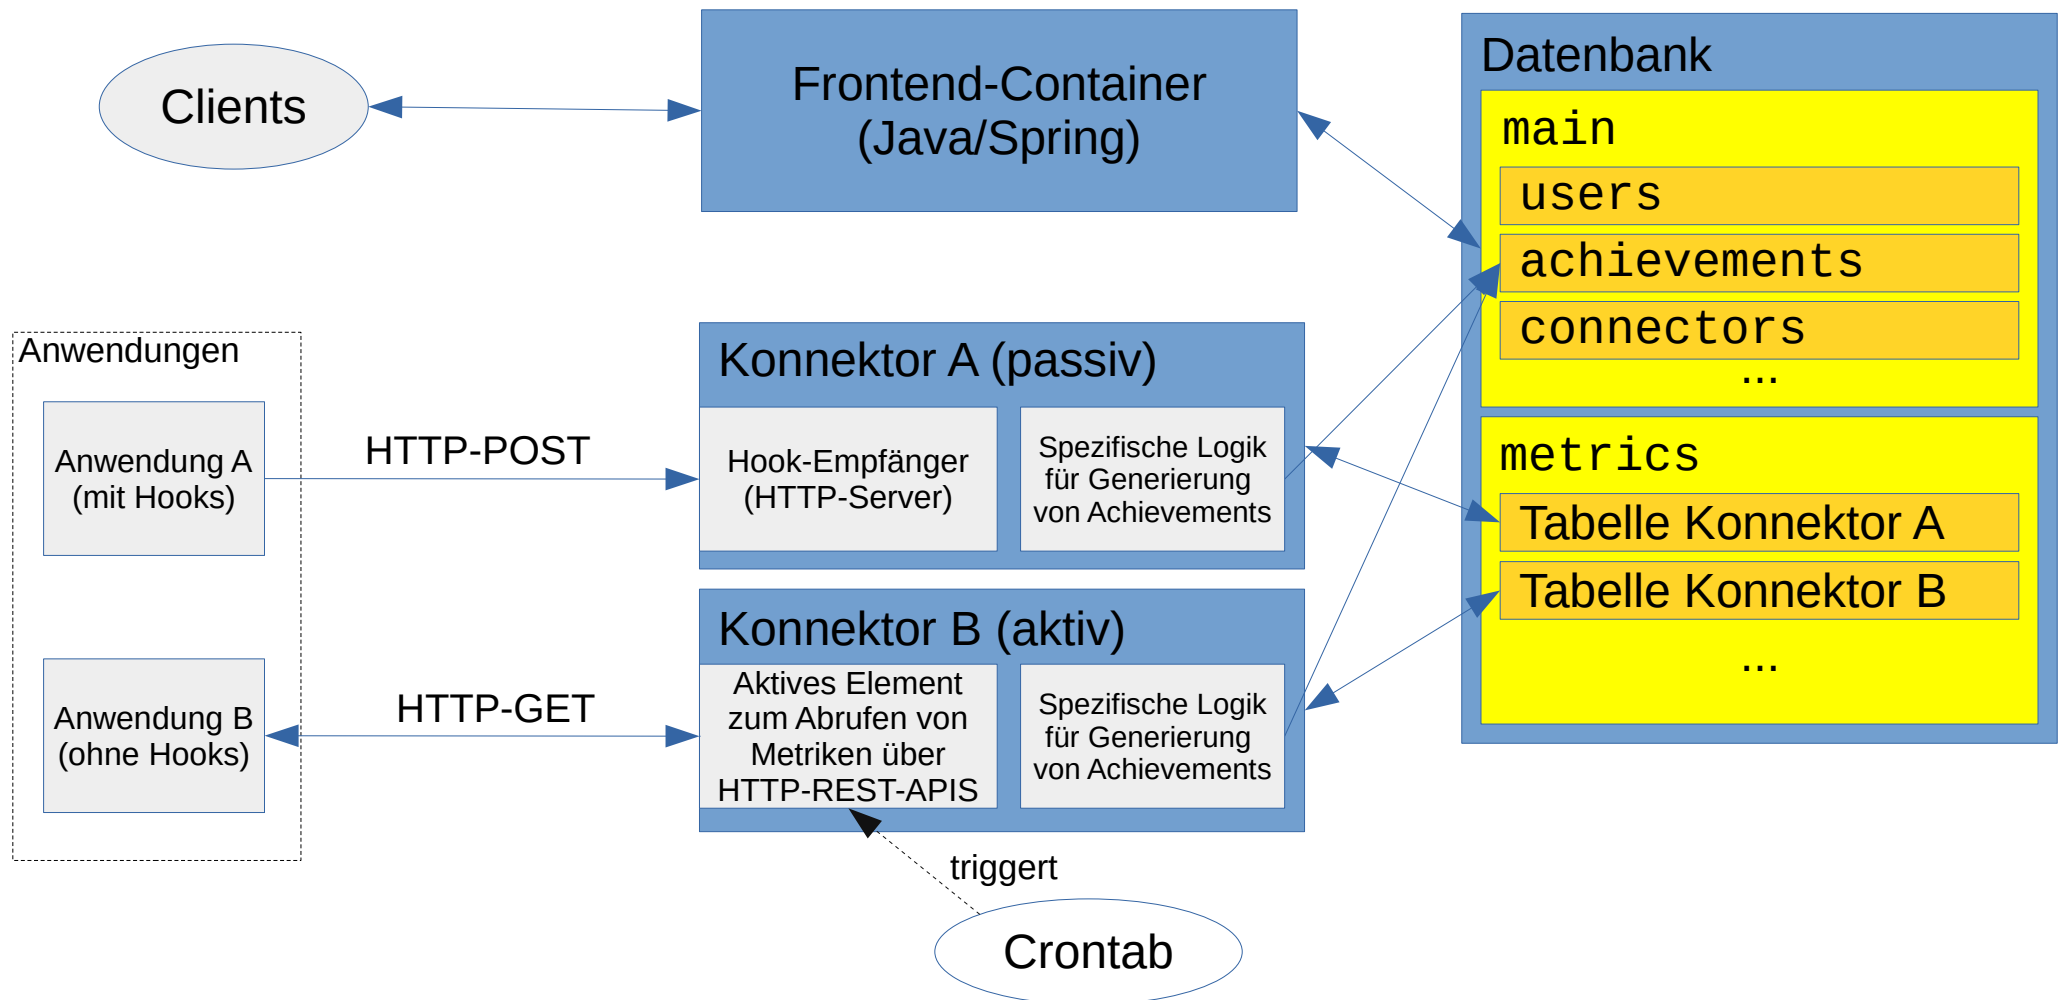 Clients
Frontend-Container
(Java/Spring)
Datenbank
main
users
achievements
connectors
...
metrics
Tabelle Konnektor A
Tabelle Konnektor B
...
Anwendungen
Anwendung A
(mit Hooks)
HTTP-POST
Konnektor A (passiv)
Hook-Empfänger
(HTTP-Server)
Spezifische Logik
für Generierung
von Achievements
Anwendung B
(ohne Hooks)
HTTP-GET
Konnektor B (aktiv)
Aktives Element
zum Abrufen von
Metriken über
HTTP-REST-APIS
Spezifische Logik
für Generierung
von Achievements
triggert
Crontab